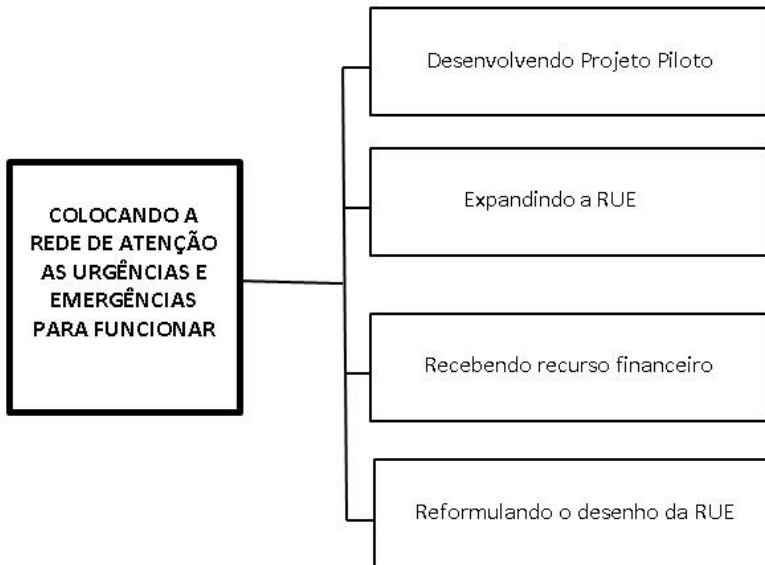 COLOCANDO A
REDE DE ATENÇÃO
AS URGÊNCIAS E
EMERGÊNCIAS
PARA FUNCIONAR
Desenvolvendo Projeto Piloto
Expandindo a RUE
Recebendo recurso financeiro
Reformulando o desenho da RUE